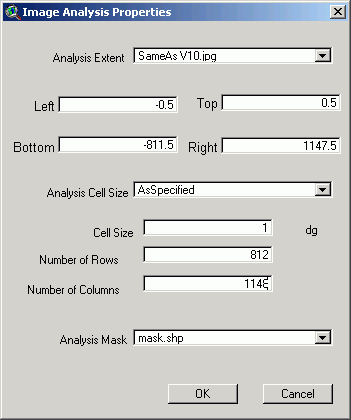 Image Analysis Properties
Analysis Extent SameAs V10.jpg
Left -0.5 Top 0.5
Bottom -811.5 Right 1147.5
Analysis Cell Size AsSpecified
Cell Size 1 dg
Number of Rows 812
Number of Columns 1148
Analysis Mask mask.shp
OK Cancel